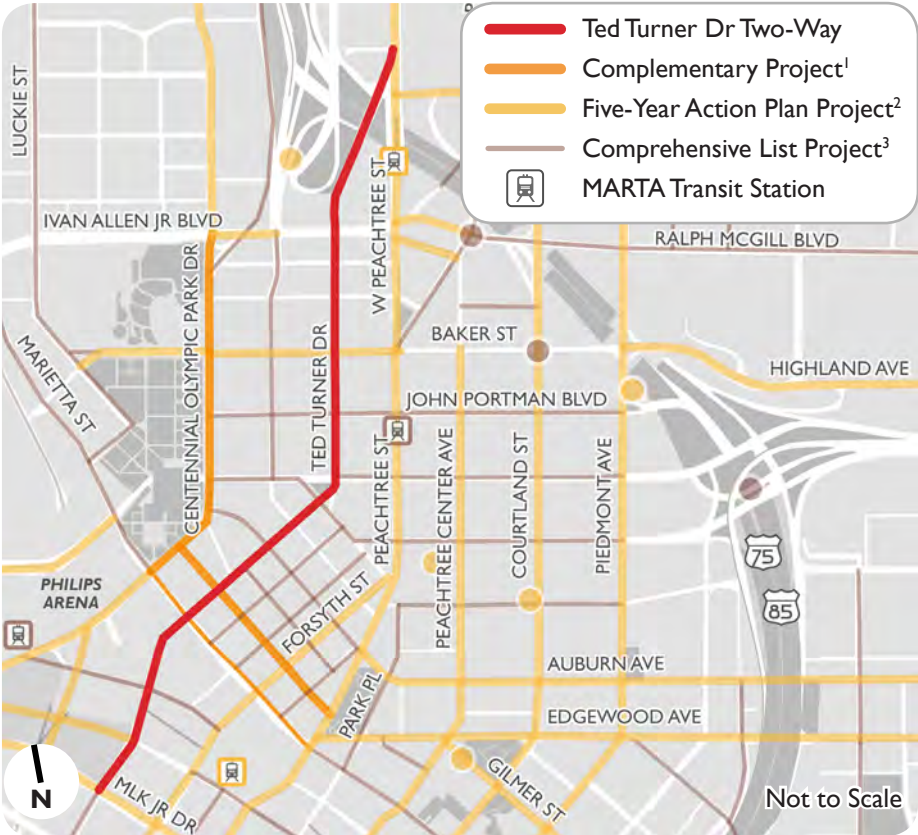 Ted Turner Dr Two-Way
Complementary Project¹
Five-Year Action Plan Project²
Comprehensive List Project³
MARTA Transit Station
LUCKIE ST
IVAN ALLEN JR BLVD
W PEACHTREE ST
RALPH MCGILL BLVD
CENTENNIAL OLYMPIC PARK DR
MARIETTA ST
TED TURNER DR
BAKER ST
HIGHLAND AVE
JOHN PORTMAN BLVD
PEACHTREE ST
PEACHTREE CENTER AVE
COURTLAND ST
PIEDMONT AVE
75
85
PHILIPS
ARENA
FORSYTH ST
PARK PL
AUBURN AVE
EDGEWOOD AVE
GILMER ST
MLK JR DR
N
Not to Scale